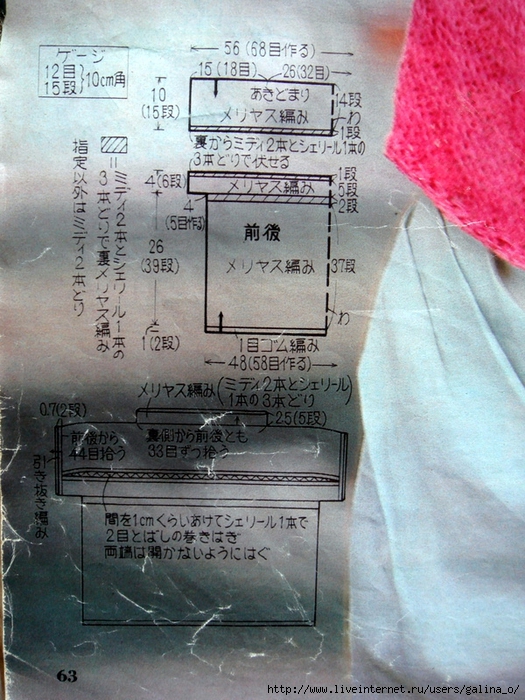 ゲージ
12目
15段
10cm角
56(68目作る)
15(18目)
26(32目)
10
(15段)
あきどまり
メリヤス編み
14段
わ
1段
裏からミディ2本とシェリール1本の
3本どりで伏せる
=ミディ2本とシェリール1本の
3本どりで裏メリヤス編み
指定以外はミディ2本どり
4(6段)
メリヤス編み
1段
5段
2段
4
(5目作る)
前後
メリヤス編み
26
(39段)
37段
わ
1(2段)
1目ゴム編み
48(58目作る)
メリヤス編み(ミディ2本とシェリール
1本の3本どり)
0.7(2段)
2.5(5段)
前後から
44目拾う
裏側から前後とも
33目ずつ拾う
引き抜き編み
間を1cmくらいあけてシェリール1本で
2目とばしの巻きはぎ
両端は開かないようにはぐ
63
http://www.liveinternet.ru/users/galina_o/